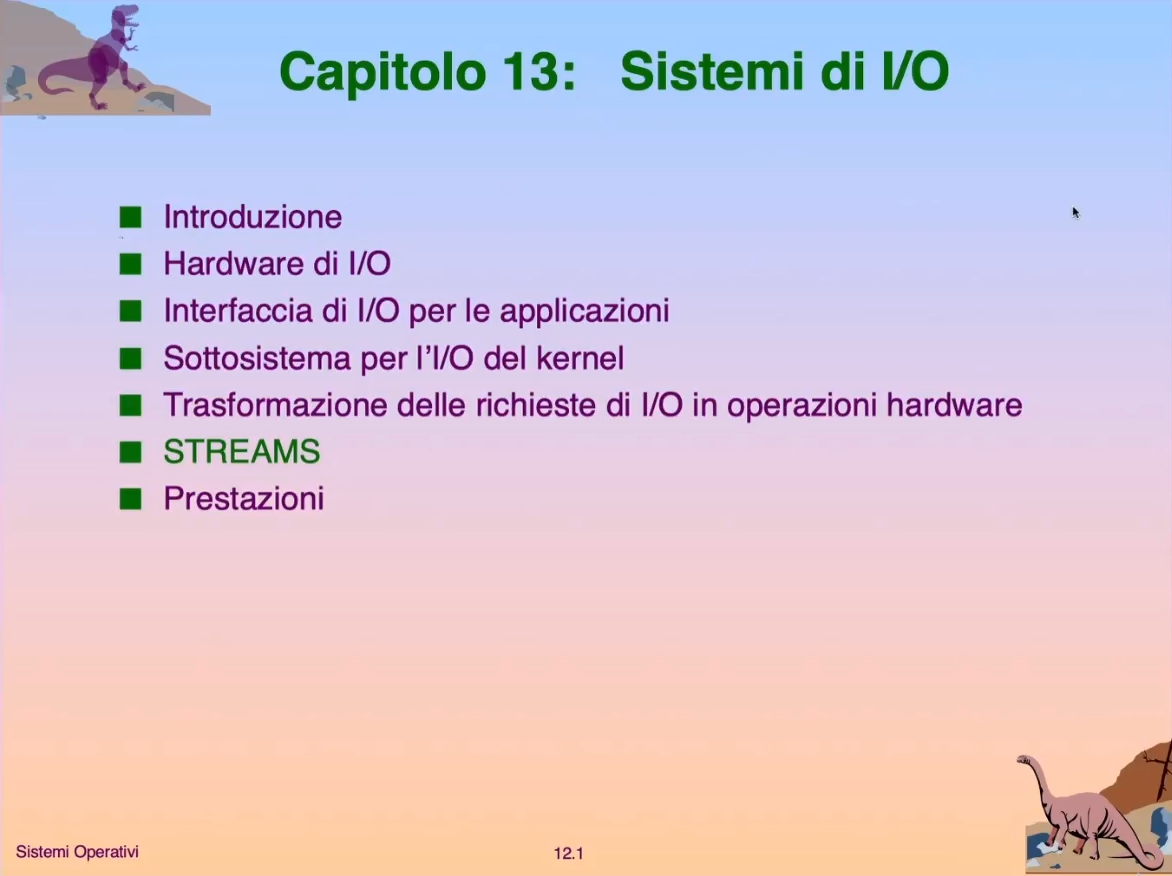 Capitolo 13: Sistemi di I/O
Introduzione
Hardware di I/O
Interfaccia di I/O per le applicazioni
Sottosistema per l’I/O del kernel
Trasformazione delle richieste di I/O in operazioni hardware
STREAMS
Prestazioni
Sistemi Operativi
12.1